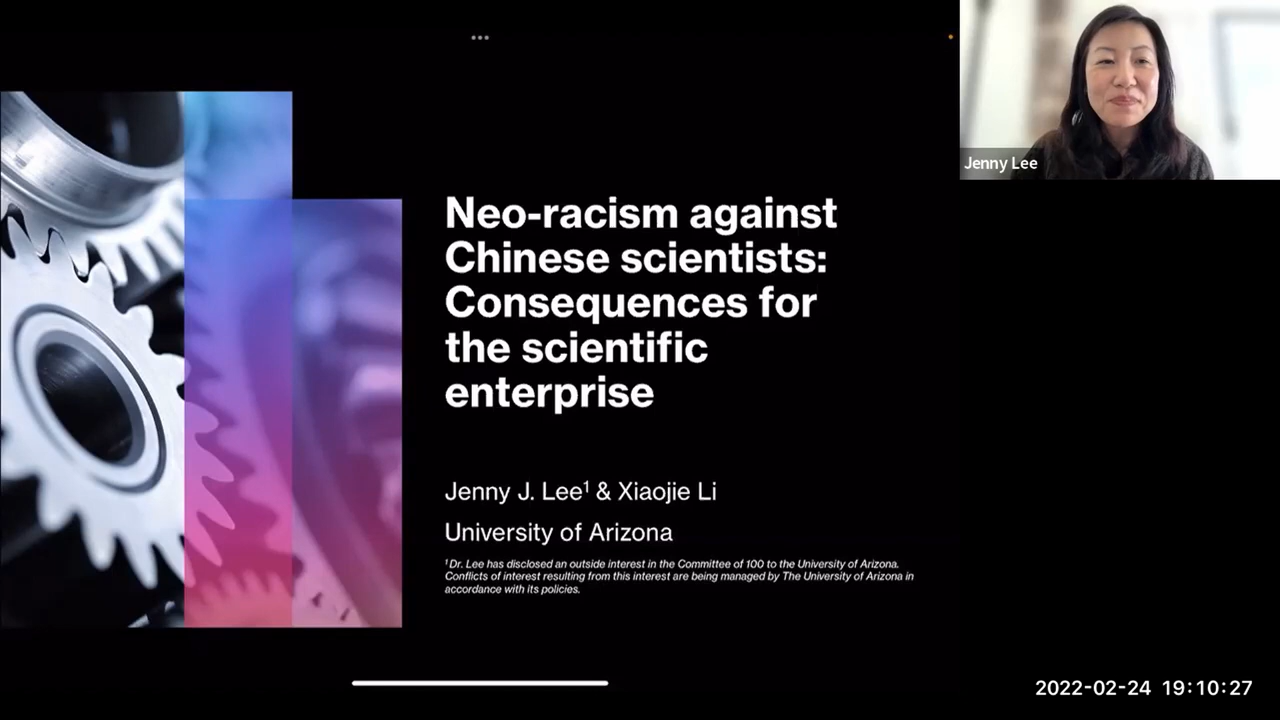 Jenny Lee
Neo-racism against
Chinese scientists:
Consequences for
the scientific
enterprise
Jenny J. Lee¹ & Xiaojie Li
University of Arizona
¹ Dr. Lee has disclosed an outside interest in the Committee of 100 to the University of Arizona.
Conflicts of interest resulting from this interest are being managed by The University of Arizona in
accordance with its policies.
2022-02-24 19:10:27